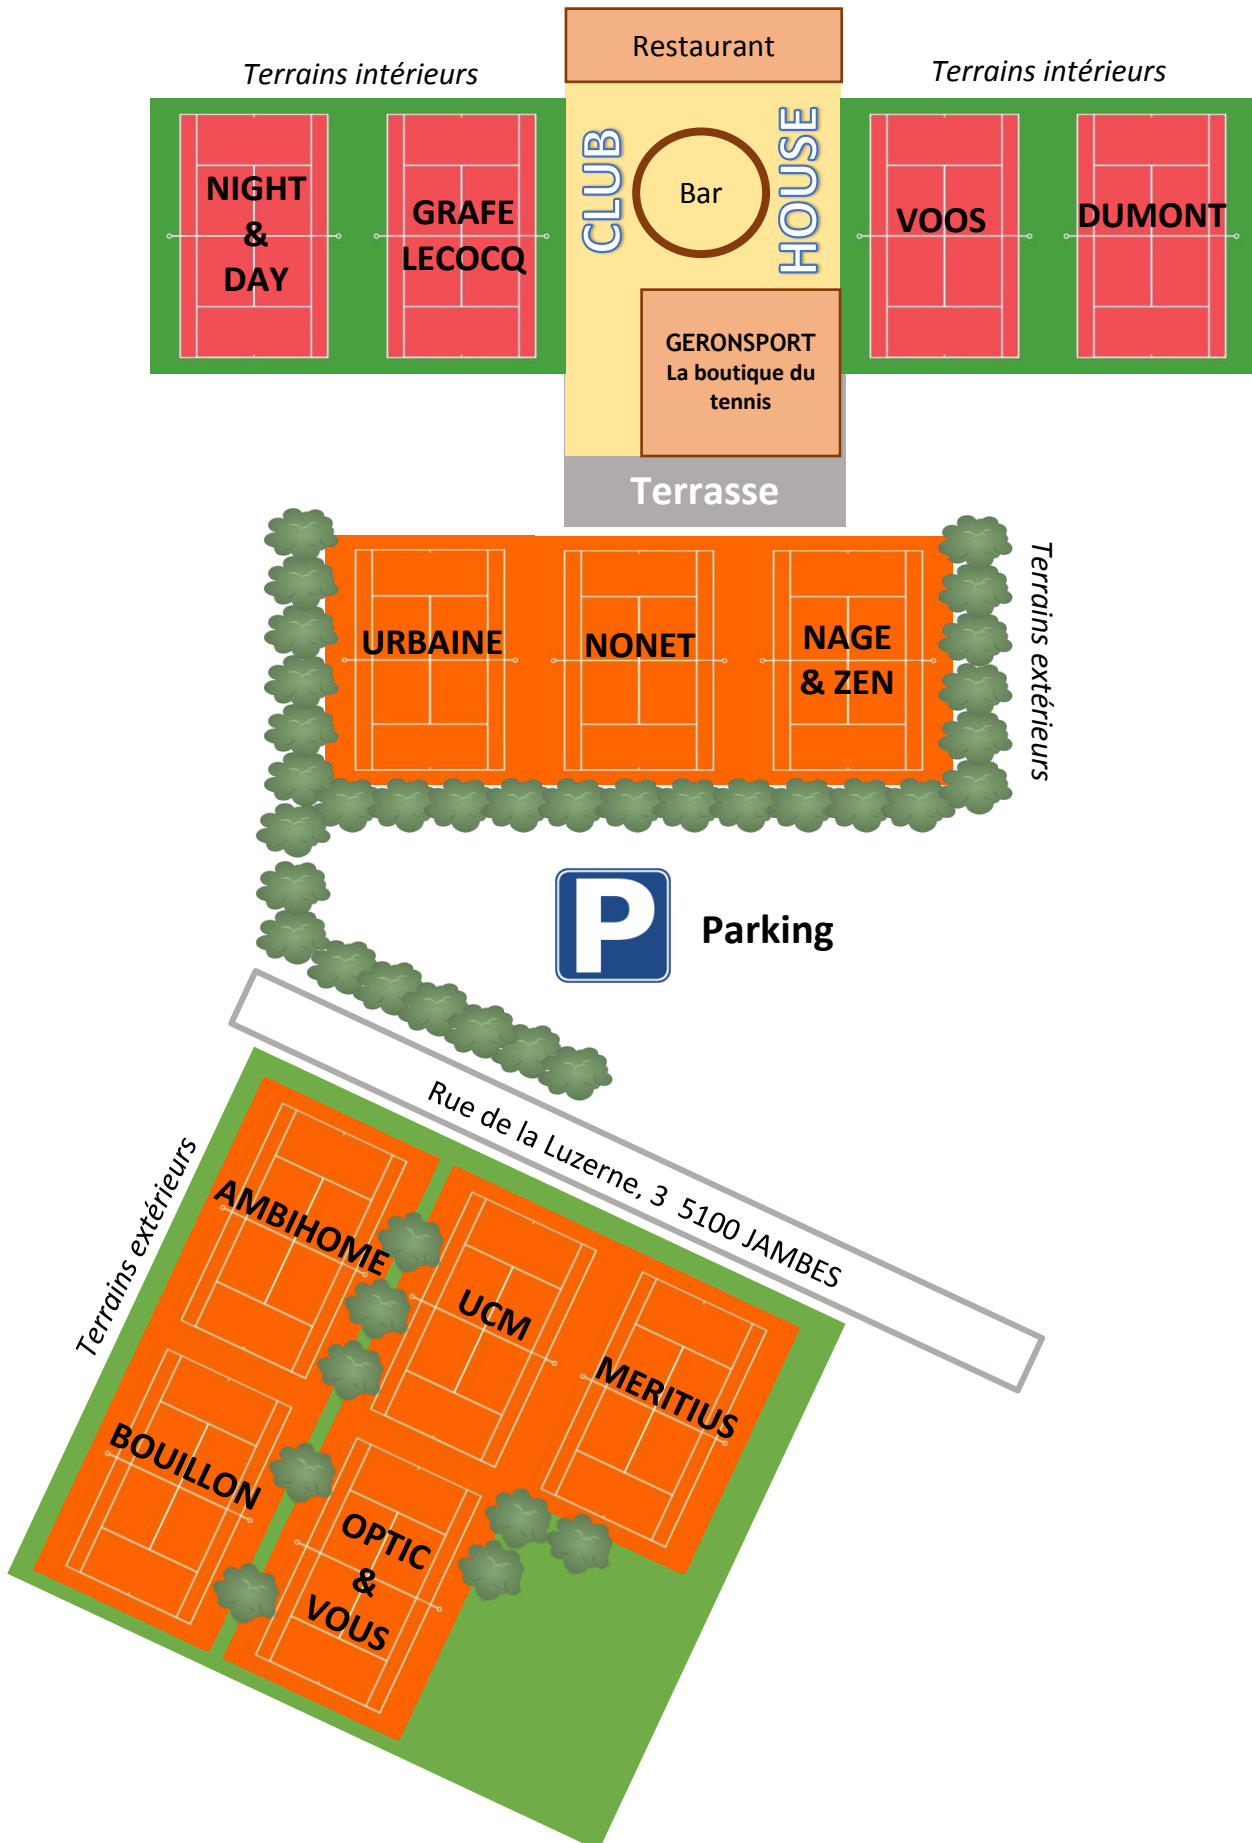 Restaurant
Terrains intérieurs
Terrains intérieurs
CLUB
HOUSE
Bar
NIGHT
&
DAY
GRAFE
LECOCQ
VOOS
DUMONT
GERONSPORT
La boutique du
tennis
Terrasse
Terrains extérieurs
URBAINE
NONET
NAGE
& ZEN
P
Parking
Rue de la Luzerne, 3 5100 JAMBES
Terrains extérieurs
AMBIHOME
UCM
MERITIUS
BOUILLON
OPTIC
&
VOUS